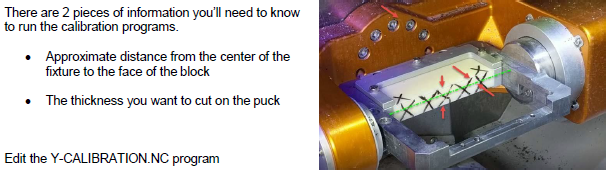 There are 2 pieces of information you'll need to know
to run the calibration programs.
• Approximate distance from the center of the
fixture to the face of the block
• The thickness you want to cut on the puck
Edit the Y-CALIBRATION.NC program